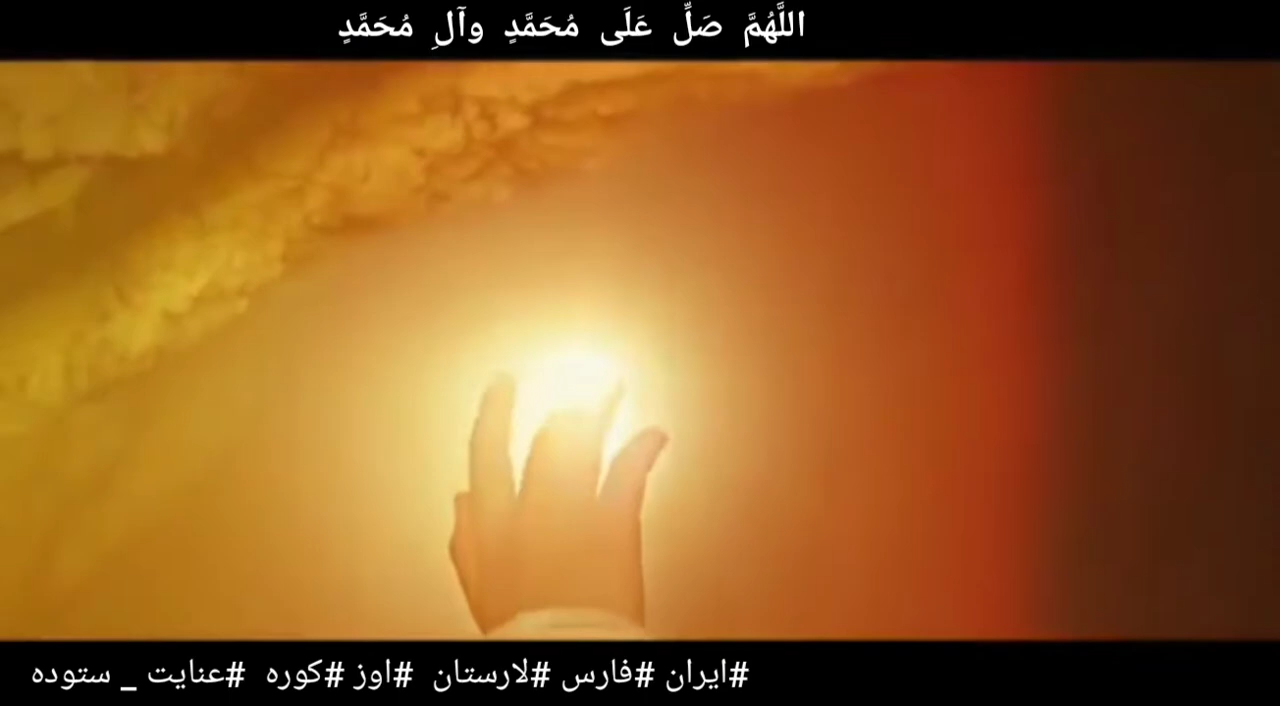 اللَّهُمَّ صَلِّ عَلَى مُحَمَّدٍ وآلِ مُحَمَّدٍ
#ایران #فارس #لارستان #اوز #کوره #عنایت _ ستوده